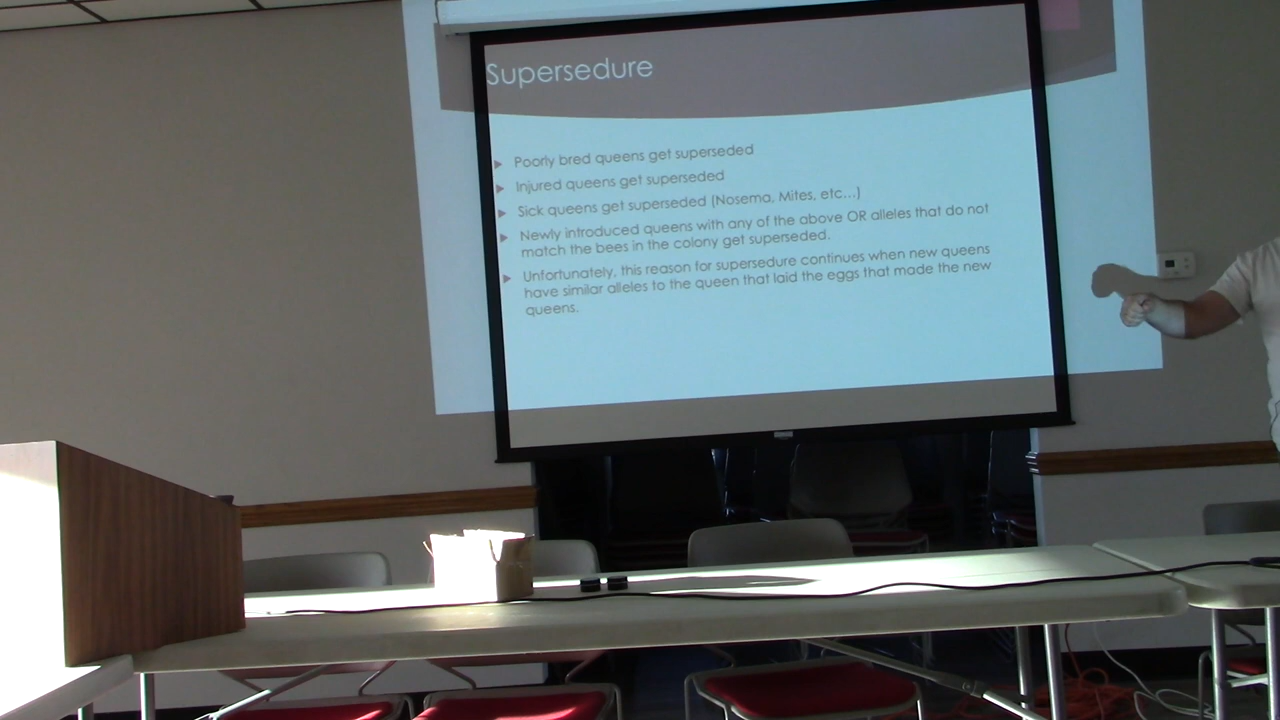 Supersedure
Poorly bred queens get superseded
Injured queens get superseded
Sick queens get superseded (Nosema, Mites, etc...)
Newly introduced queens with any of the above OR alleles that do not
match the bees in the colony get superseded.
Unfortunately, this reason for supersedure continues when new queens
have similar alleles to the queen that laid the eggs that made the new
queens.